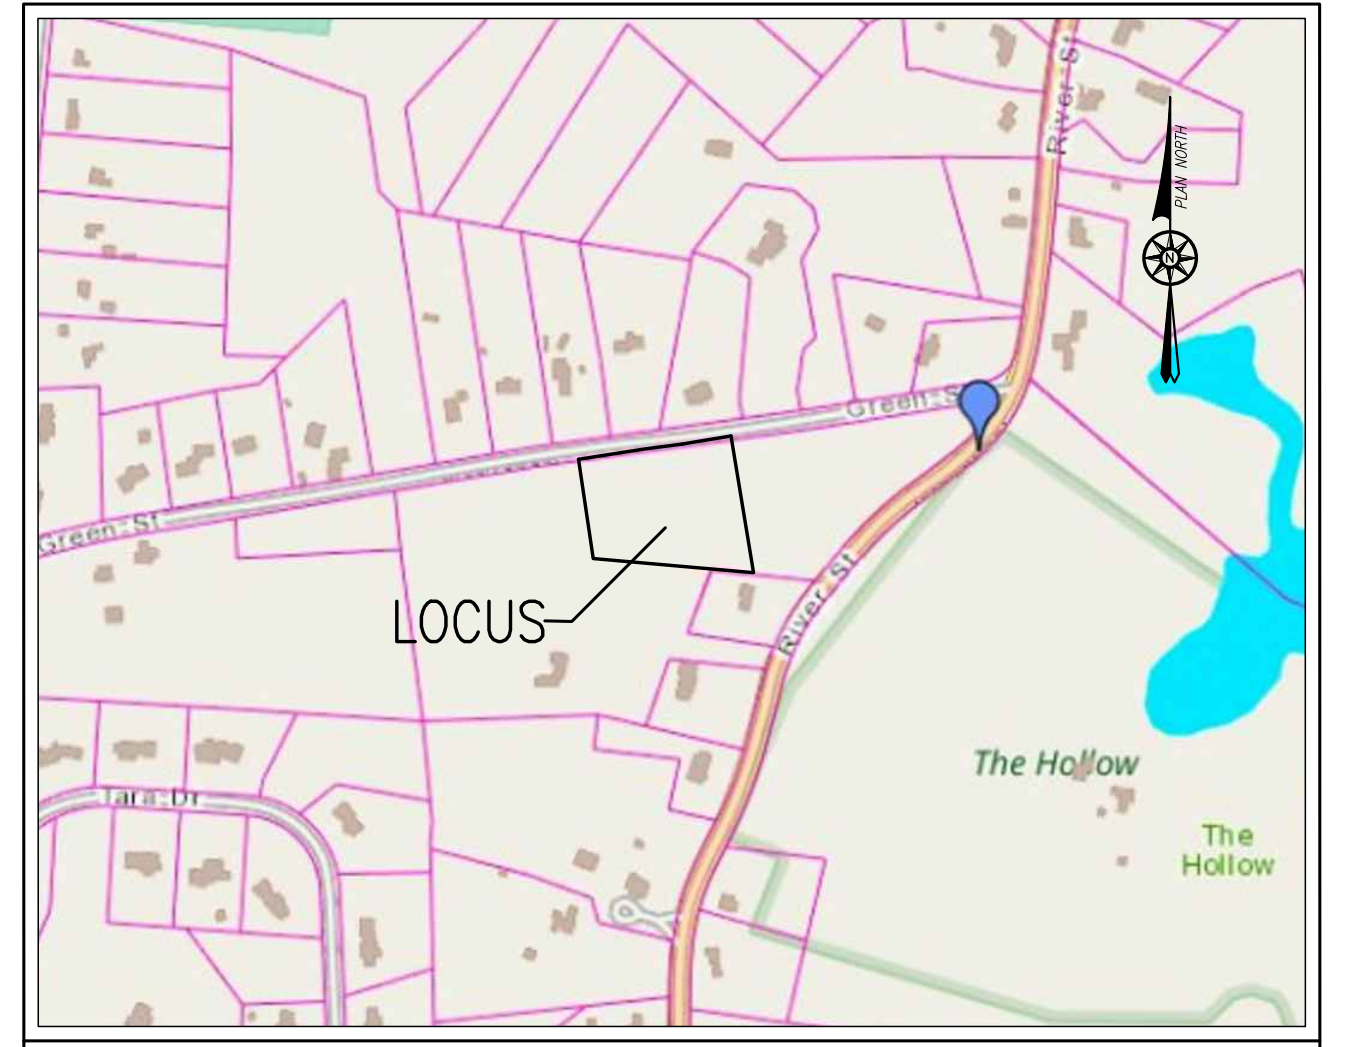 River St
PLAN NORTH
N
Green St
Green St
River St
LOCUS
The Hollow
The
Hollow
Tara Dr